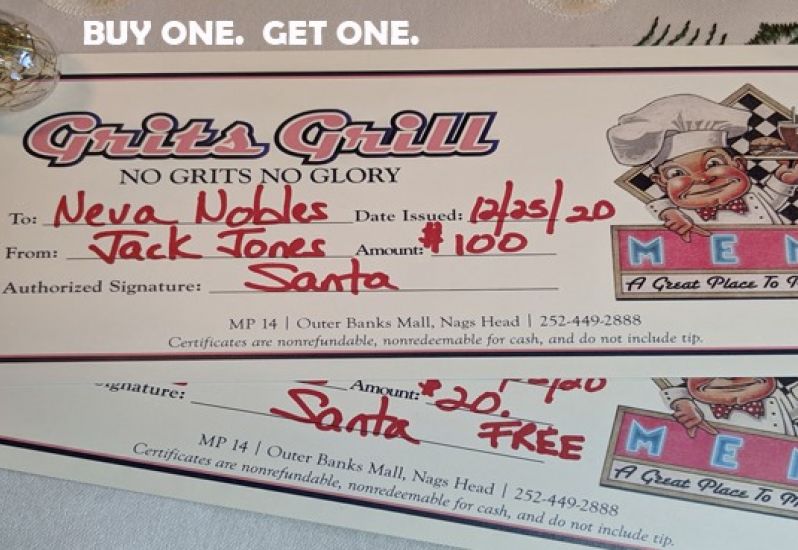 BUY ONE. GET ONE.
Grits Grill
NO GRITS NO GLORY
To: Neva Nobles Date Issued: 12/25/20
From: Jack Jones Amount: $100
Authorized Signature: Santa
MP 14 | Outer Banks Mall, Nags Head | 252-449-2888
Certificates are nonrefundable, nonredeemable for cash, and do not include tip.
M E
A Great Place To
Amount: $20.
Santa FREE
MP 14 | Outer Banks Mall, Nags Head | 252-449-2888
Certificates are nonrefundable, nonredeemable for cash, and do not include tip.
M E
A Great Place To